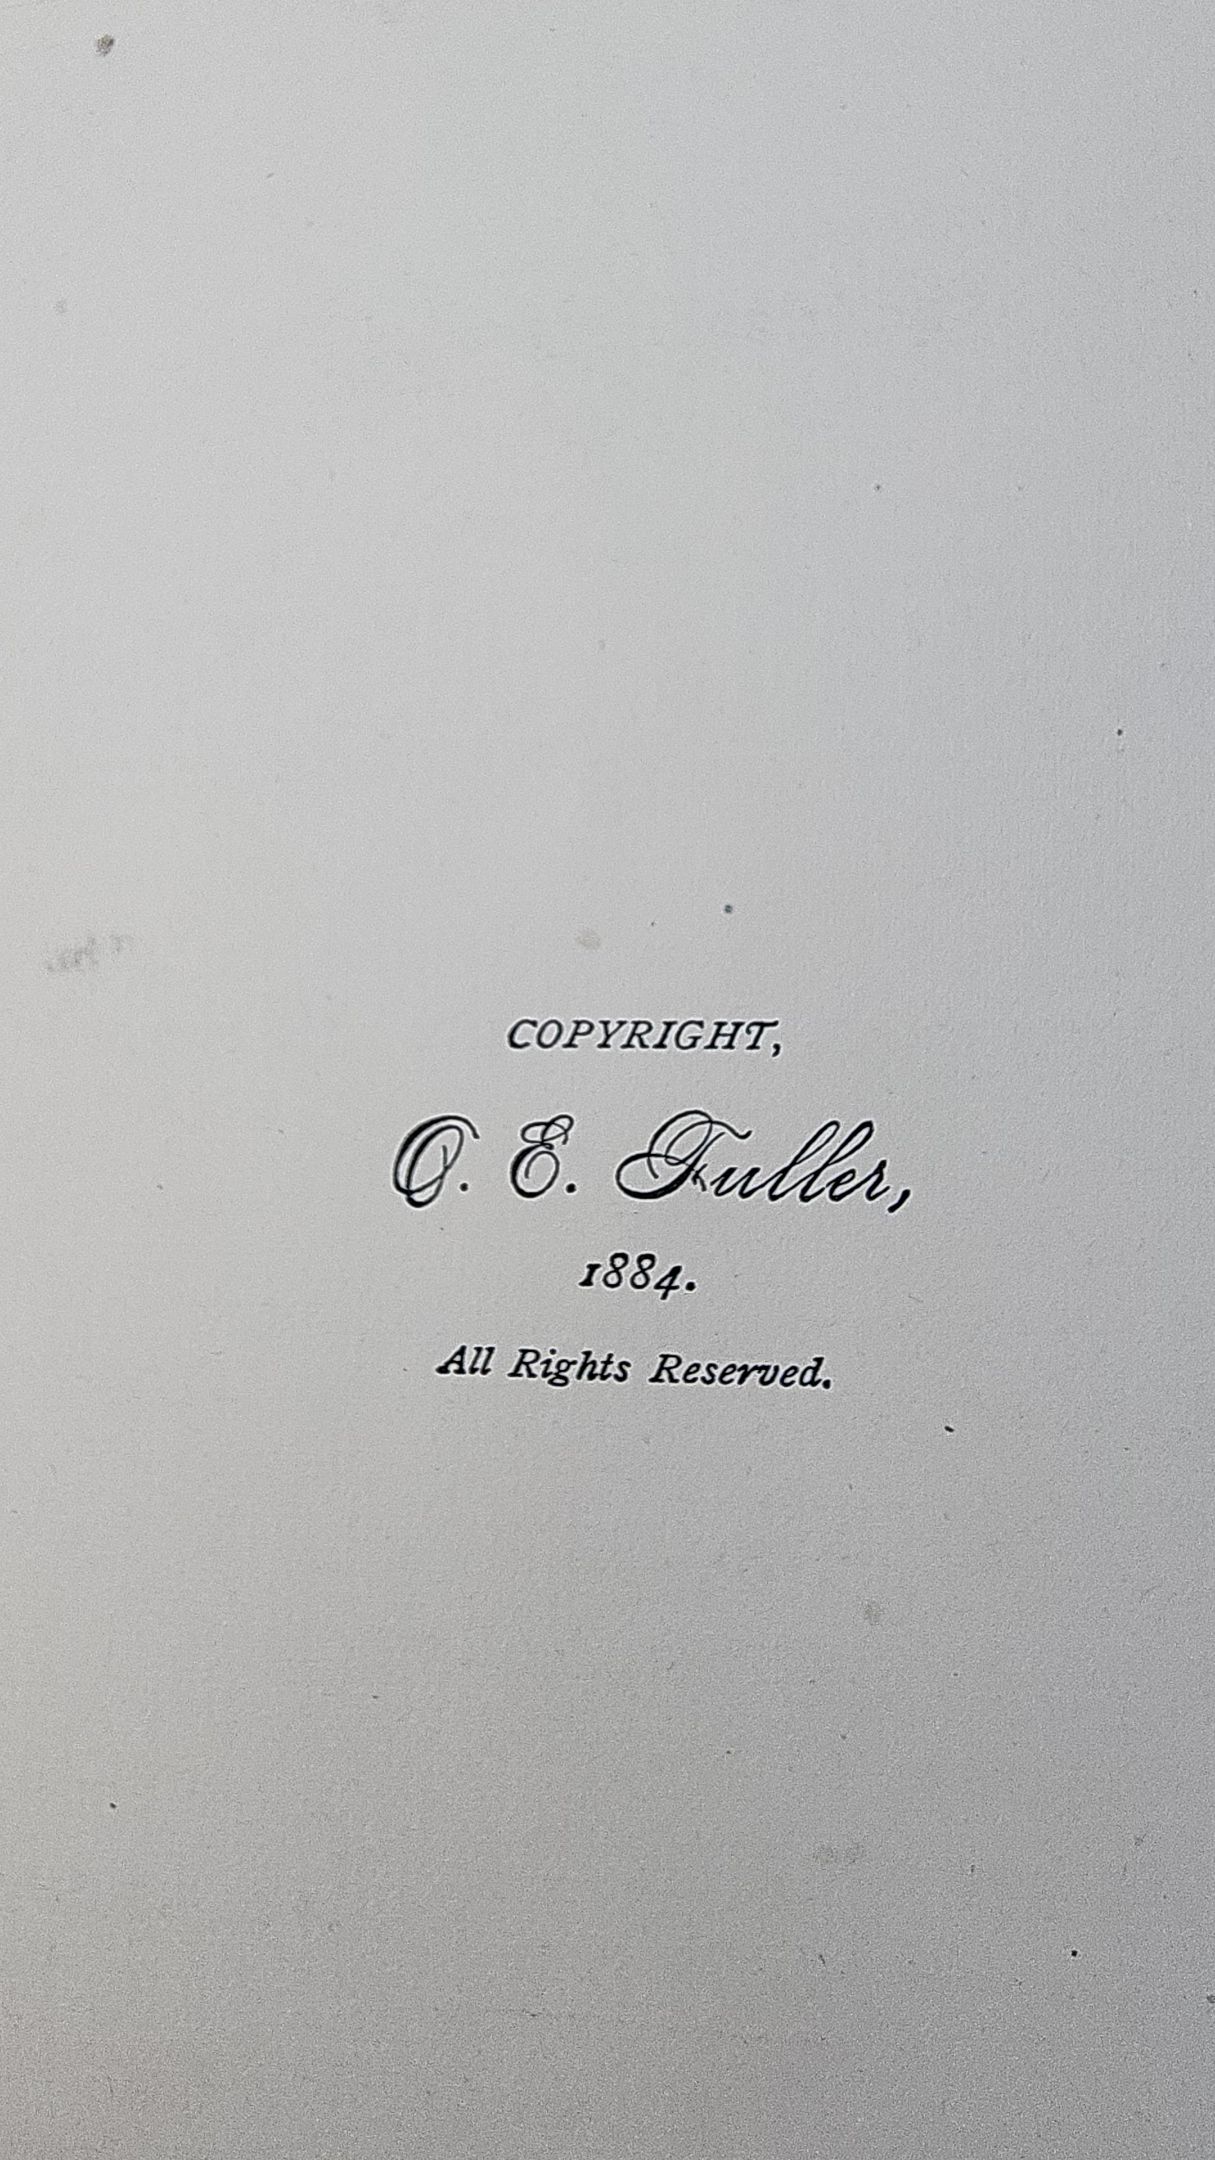 COPYRIGHT,
O. E. Fuller,
1884.
All Rights Reserved.